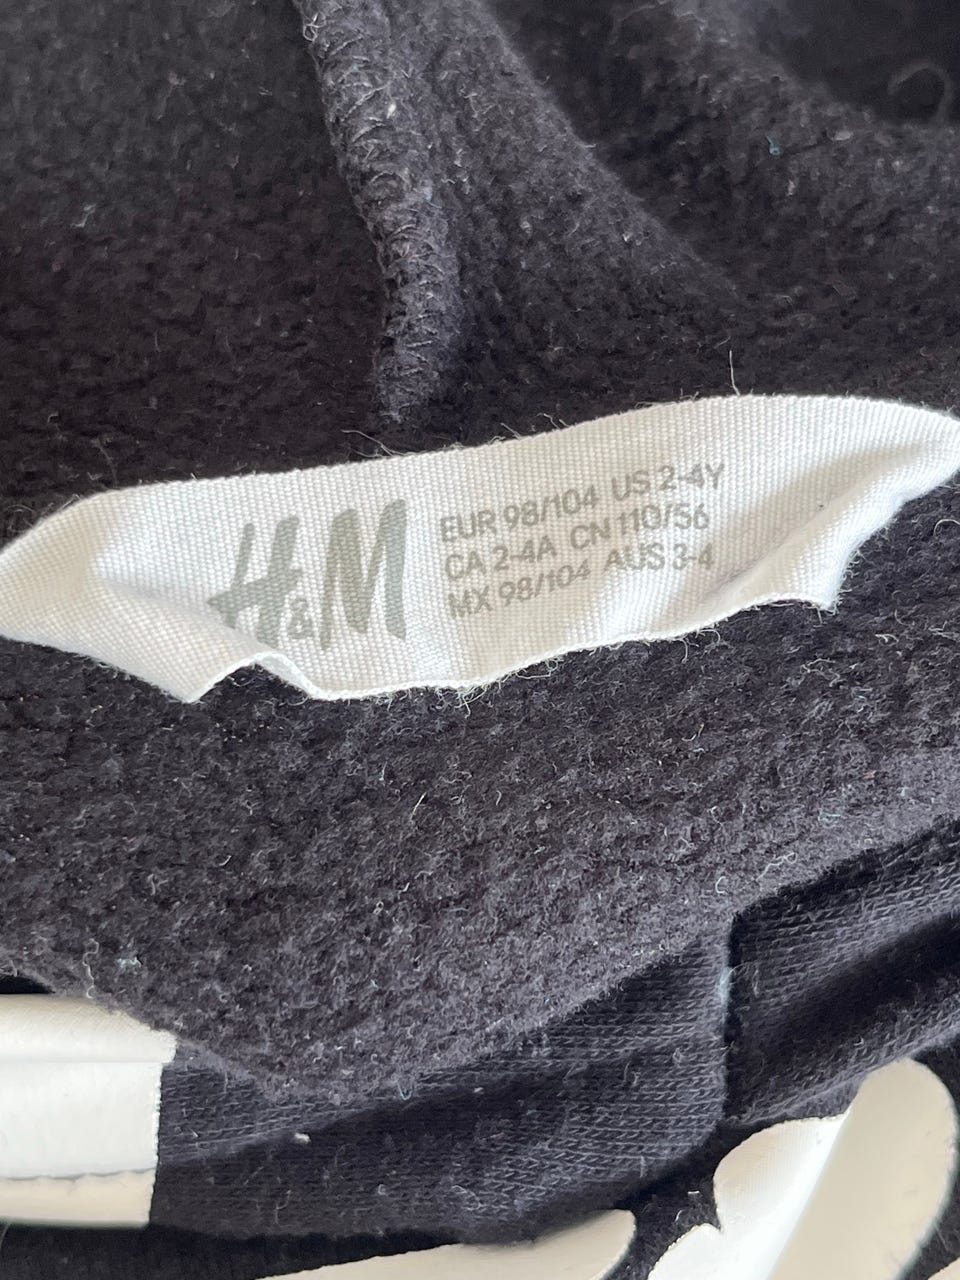 H&M
EUR 98/104 US 2-4Y
CA 2-4A CN 110/56
MX 98/104 AUS 3-4